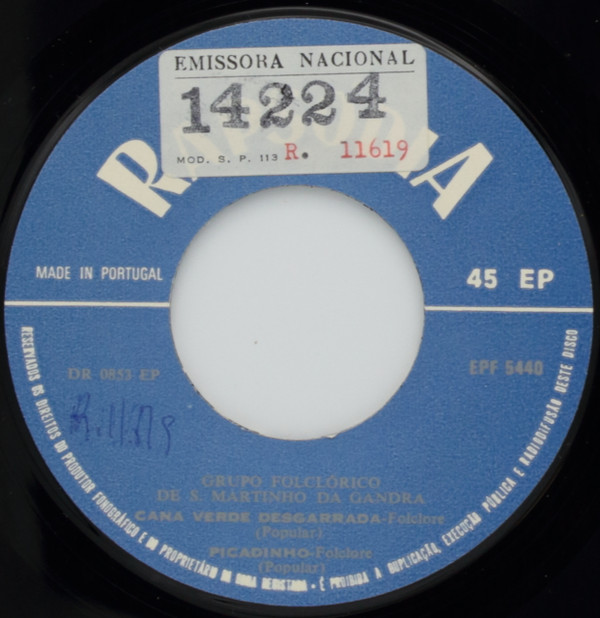 EMISSORA NACIONAL
14224
MOD. S. P. 113 R. 11619
MADE IN PORTUGAL
45 EP
DR 0853 EP
EPF 5440
GRUPO FOLCLÓRICO
DE S. MARTINHO DA GANDRA
CANA VERDE DESGARRADA-Folclore
(Popular)
PICADINHO-Folclore
(Popular)
RESERVADOS OS DIREITOS DO PRODUTOR FONOGRÁFICO E DO PROPRIETÁRIO DA OBRA REGISTADA - É PROIBIDA A DUPLICAÇÃO, EXECUÇÃO PÚBLICA E RADIODIFUSÃO DESTE DISCO